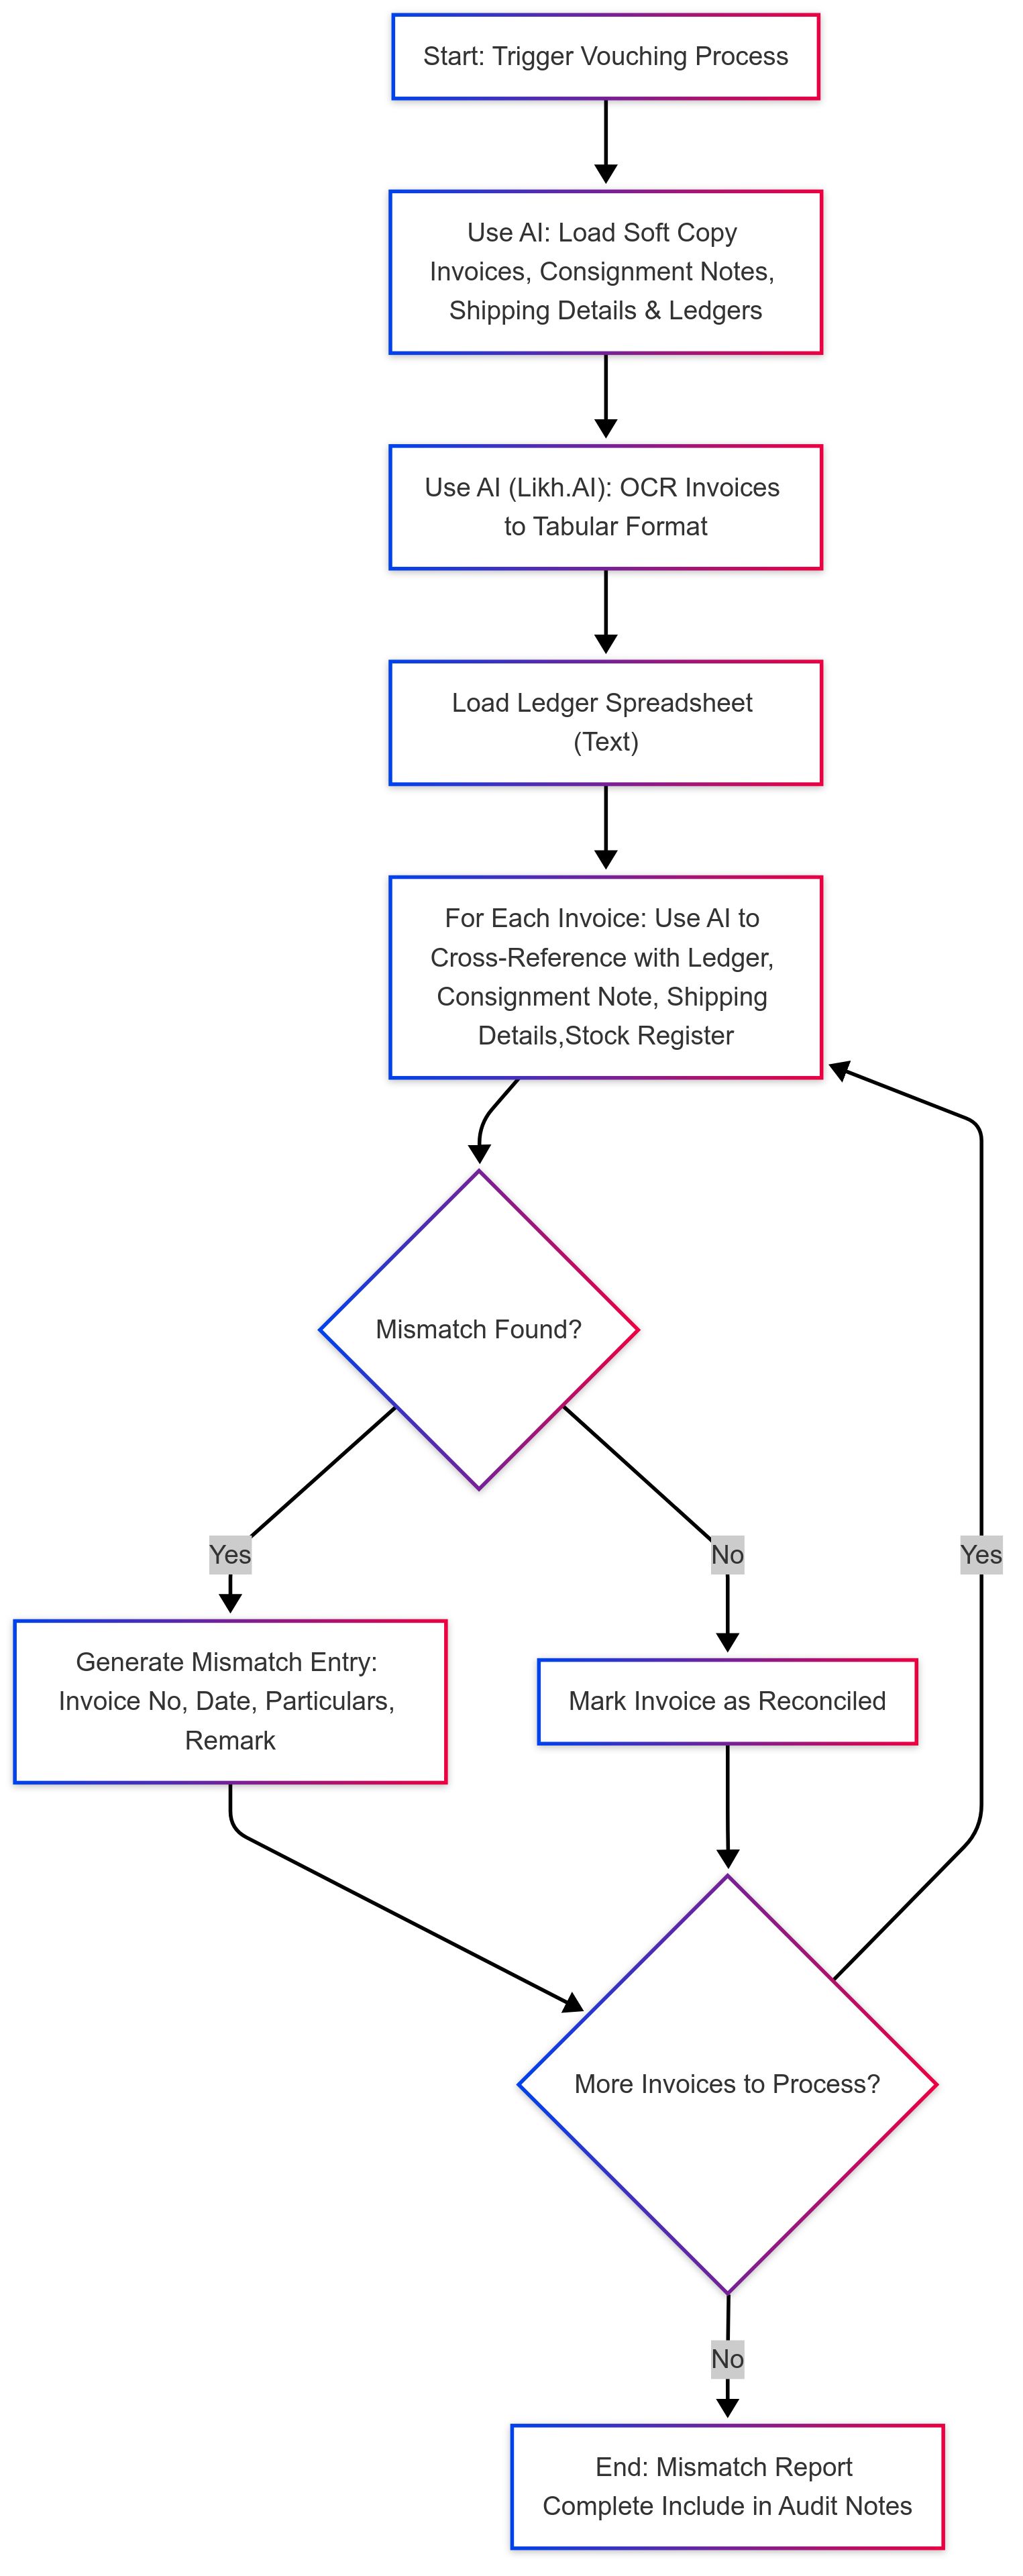 Start: Trigger Vouching Process
Use AI: Load Soft Copy
Invoices, Consignment Notes,
Shipping Details & Ledgers
Use AI (Likh.AI): OCR Invoices
to Tabular Format
Load Ledger Spreadsheet
(Text)
For Each Invoice: Use AI to
Cross-Reference with Ledger,
Consignment Note, Shipping
Details,Stock Register
Mismatch Found?
Yes
No
Yes
Generate Mismatch Entry:
Invoice No, Date, Particulars,
Remark
Mark Invoice as Reconciled
More Invoices to Process?
No
End: Mismatch Report
Complete Include in Audit Notes